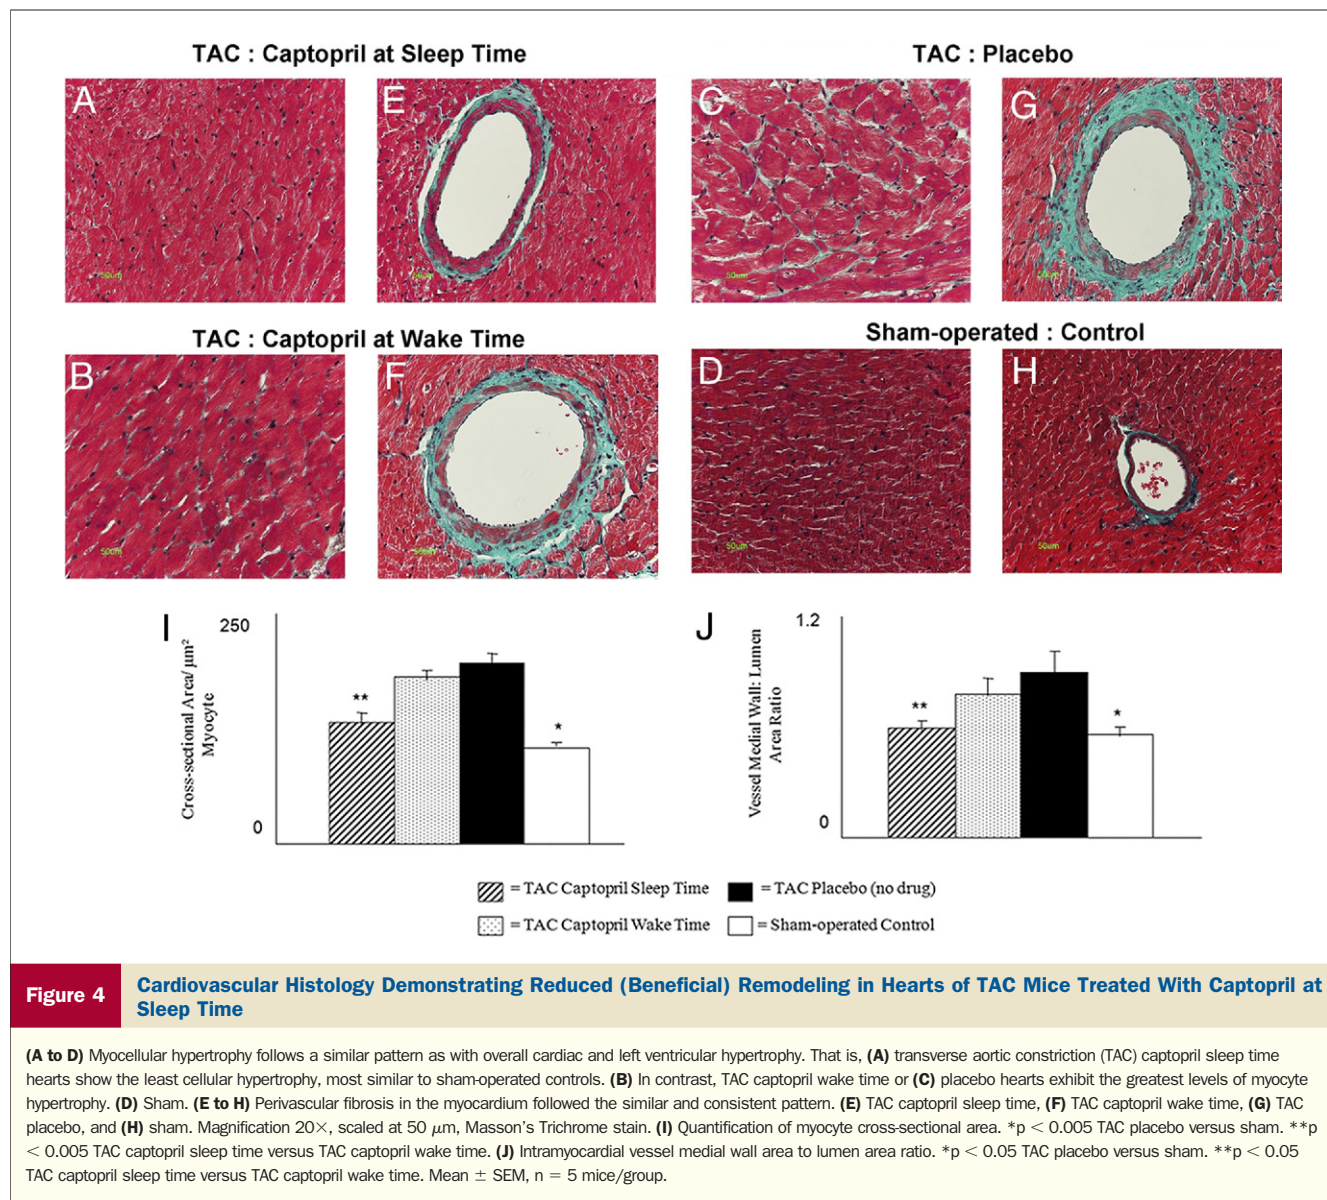 TAC : Captopril at Sleep Time
TAC : Placebo
A
E
C
G
50um
50um
50um
50um
TAC : Captopril at Wake Time
Sham-operated : Control
B
F
D
H
50um
50um
50um
50um
I
250
Cross-sectional Area/ µm²
Myocyte
**
*
0
J
1.2
Vessel Medial Wall: Lumen
Area Ratio
**
*
0
= TAC Captopril Sleep Time
= TAC Placebo (no drug)
= TAC Captopril Wake Time
= Sham-operated Control
Figure 4
Cardiovascular Histology Demonstrating Reduced (Beneficial) Remodeling in Hearts of TAC Mice Treated With Captopril at
Sleep Time
(A to D) Myocellular hypertrophy follows a similar pattern as with overall cardiac and left ventricular hypertrophy. That is, (A) transverse aortic constriction (TAC) captopril sleep time
hearts show the least cellular hypertrophy, most similar to sham-operated controls. (B) In contrast, TAC captopril wake time or (C) placebo hearts exhibit the greatest levels of myocyte
hypertrophy. (D) Sham. (E to H) Perivascular fibrosis in the myocardium followed the similar and consistent pattern. (E) TAC captopril sleep time, (F) TAC captopril wake time, (G) TAC
placebo, and (H) sham. Magnification 20×, scaled at 50 µm, Masson's Trichrome stain. (I) Quantification of myocyte cross-sectional area. *p < 0.005 TAC placebo versus sham. **p
< 0.005 TAC captopril sleep time versus TAC captopril wake time. (J) Intramyocardial vessel medial wall area to lumen area ratio. *p < 0.05 TAC placebo versus sham. **p < 0.05
TAC captopril sleep time versus TAC captopril wake time. Mean ± SEM, n = 5 mice/group.